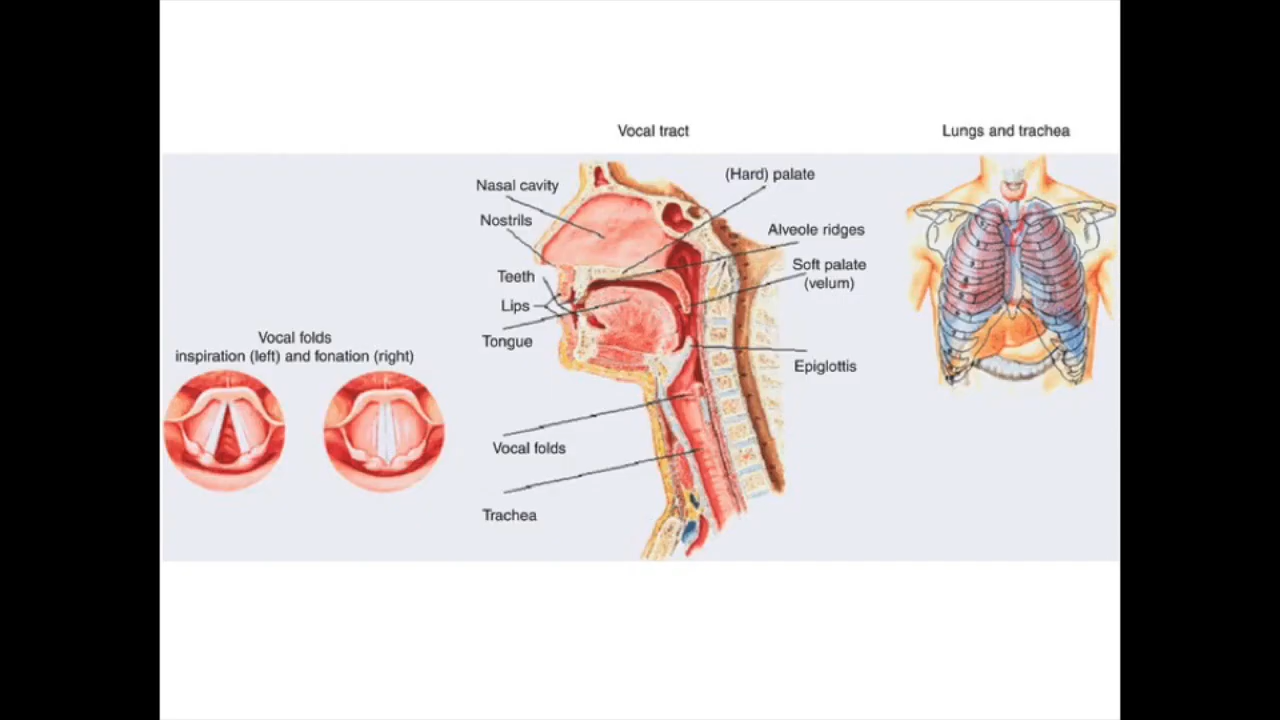 Vocal tract
Lungs and trachea
(Hard) palate
Nasal cavity
Nostrils
Alveole ridges
Soft palate
(velum)
Teeth
Lips
Tongue
Vocal folds
inspiration (left) and fonation (right)
Epiglottis
Vocal folds
Trachea